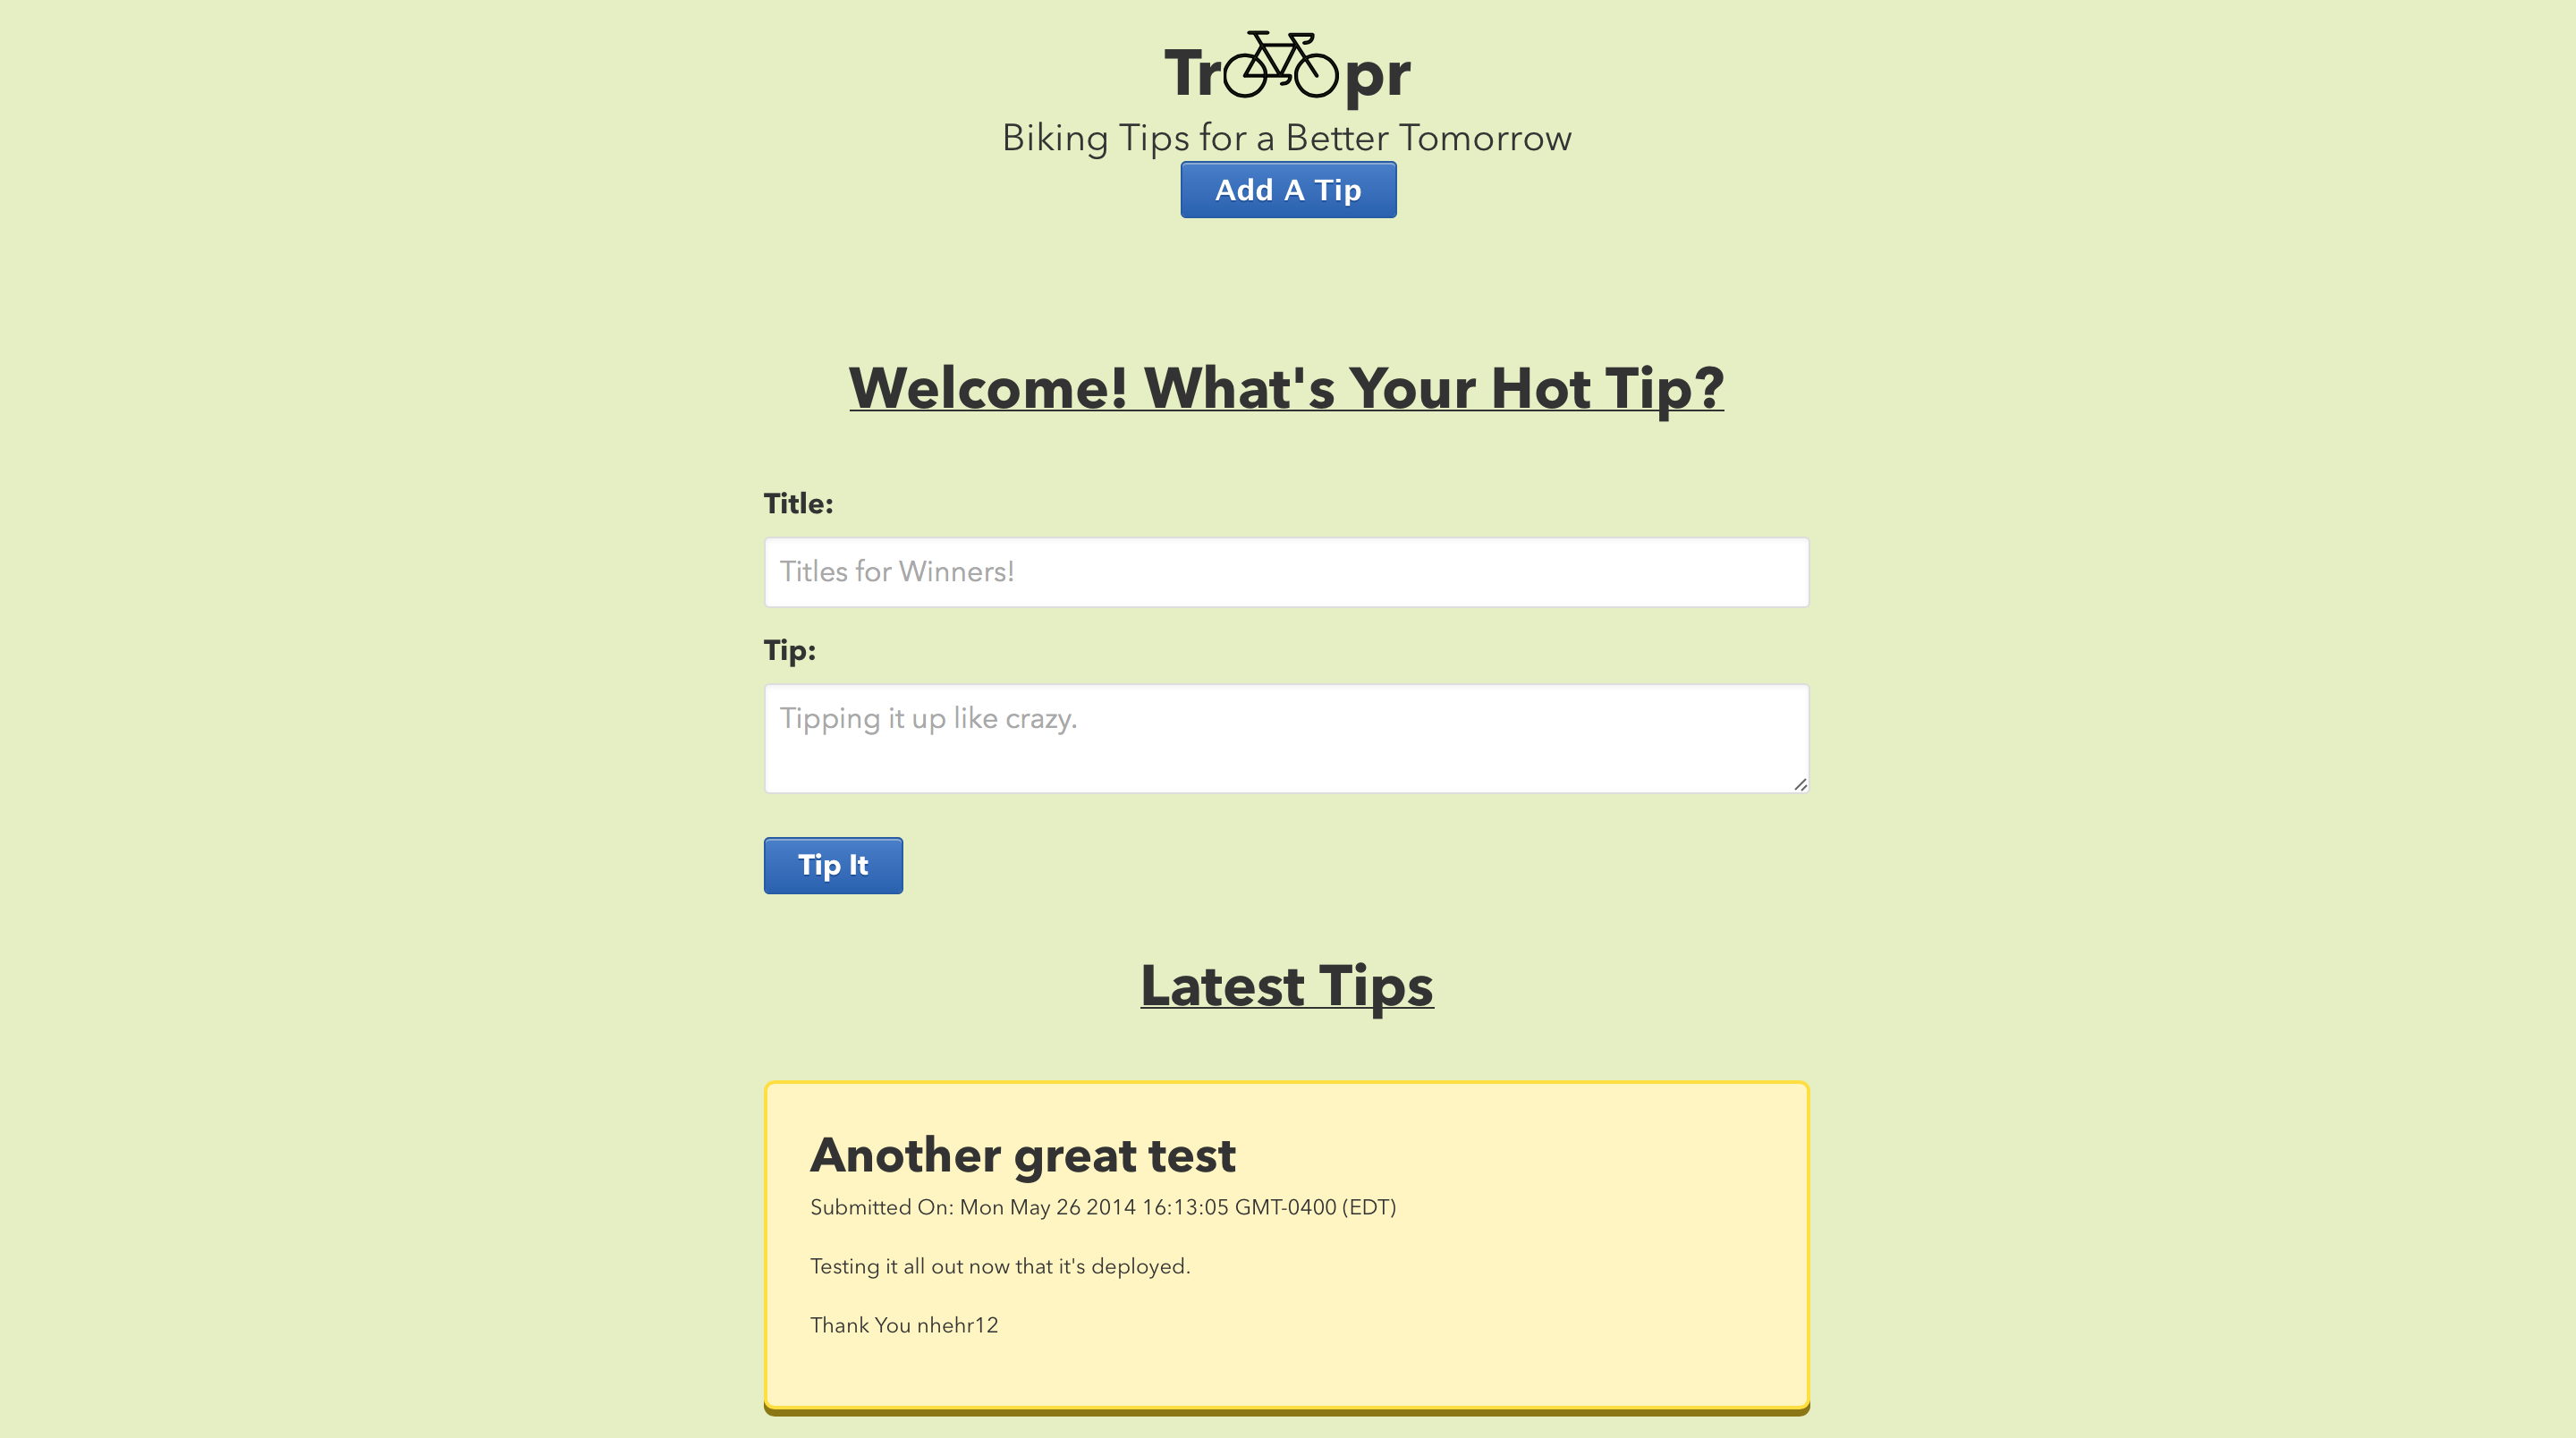 Troopr
Biking Tips for a Better Tomorrow
Add A Tip
Welcome! What's Your Hot Tip?
Title:
Titles for Winners!
Tip:
Tipping it up like crazy.
Tip It
Latest Tips
Another great test
Submitted On: Mon May 26 2014 16:13:05 GMT-0400 (EDT)
Testing it all out now that it's deployed.
Thank You nhehr12